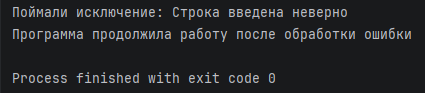 Поймали исключение: Строка введена неверно
Программа продолжила работу после обработки ошибки
Process finished with exit code 0